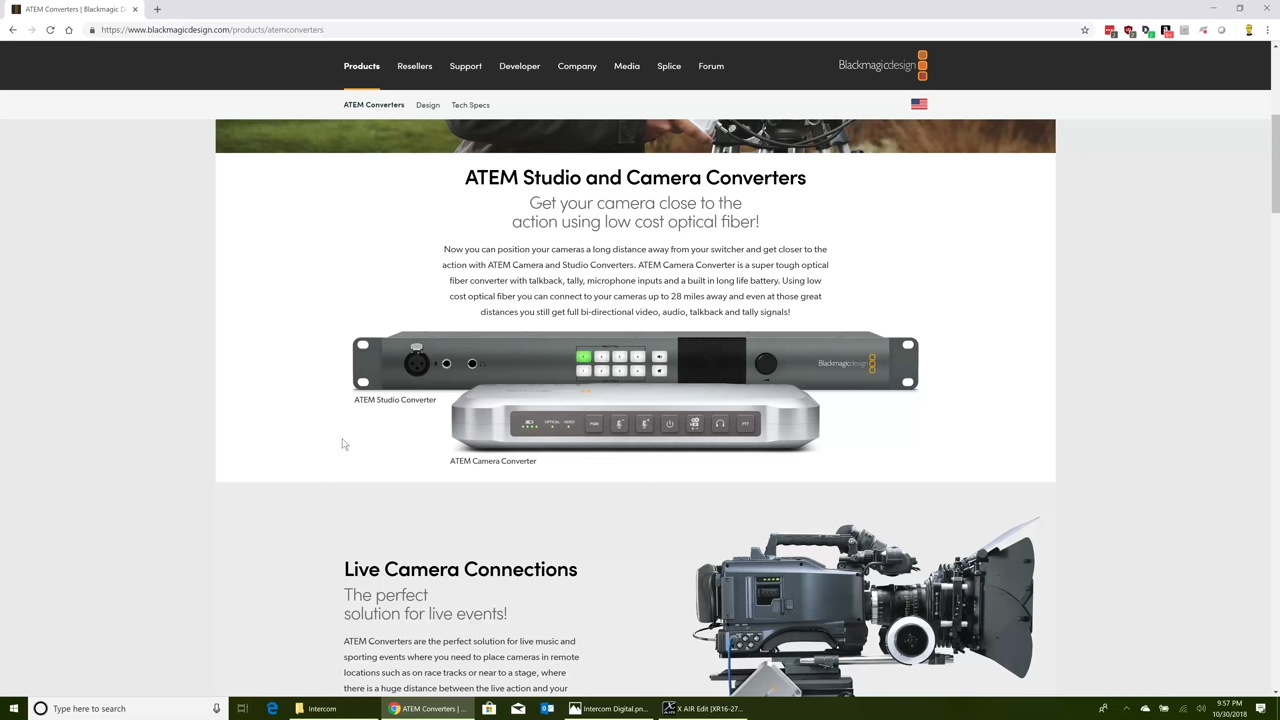 ATEM Converters | Blackmagic D
https://www.blackmagicdesign.com/products/atemconverters
Products Resellers Support Developer Company Media Splice Forum
Blackmagicdesign
ATEM Converters Design Tech Specs
ATEM Studio and Camera Converters
Get your camera close to the
action using low cost optical fiber!
Now you can position your cameras a long distance away from your switcher and get closer to the
action with ATEM Camera and Studio Converters. ATEM Camera Converter is a super tough optical
fiber converter with talkback, tally, microphone inputs and a built in long life battery. Using low
cost optical fiber you can connect to your cameras up to 28 miles away and even at those great
distances you still get full bi-directional video, audio, talkback and tally signals!
Blackmagicdesign
ATEM Studio Converter
OPTICAL VIDEO PGM PTT
ATEM Camera Converter
Live Camera Connections
The perfect
solution for live events!
ATEM Converters are the perfect solution for live music and
sporting events where you need to place cameras in remote
locations such as on race tracks or near to a stage, where
there is a huge distance between the live action and your
Type here to search
Intercom
ATEM Converters | ...
Intercom Digital.pn...
X AIR Edit [XR16-27...
9:57 PM
10/30/2018